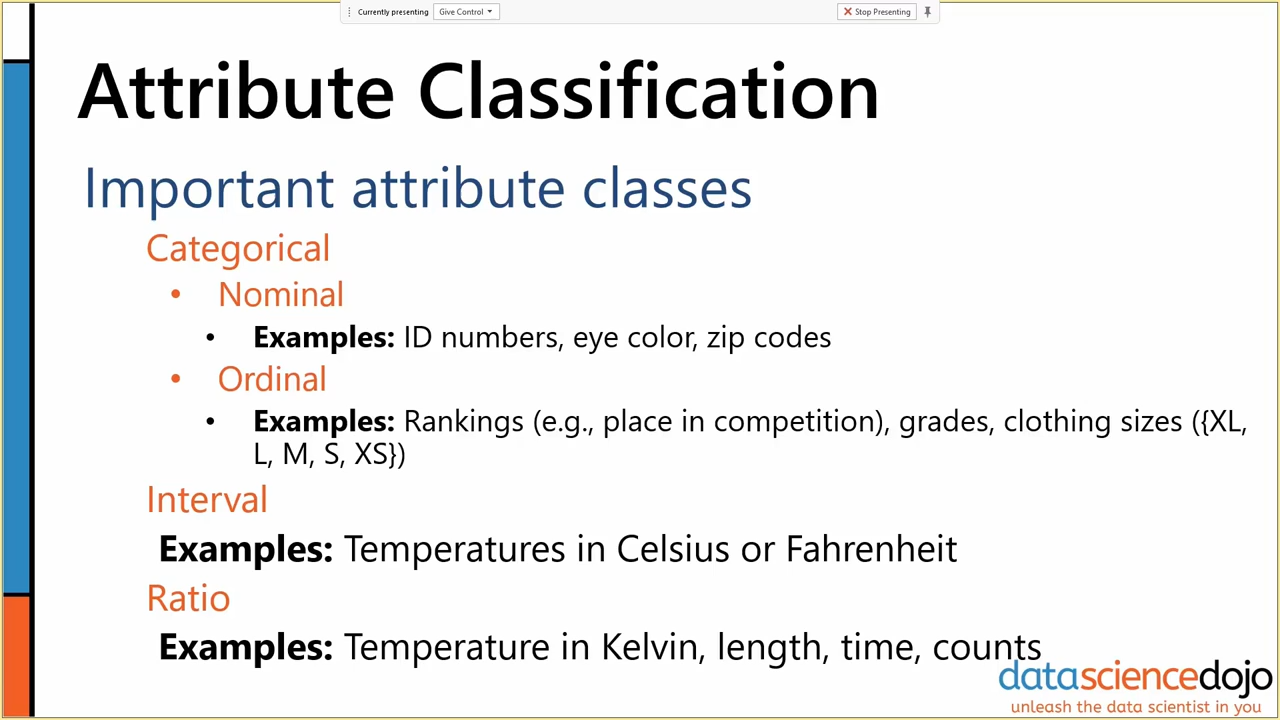 Currently presenting Give Control Stop Presenting
Attribute Classification
Important attribute classes
Categorical
• Nominal
• Examples: ID numbers, eye color, zip codes
• Ordinal
• Examples: Rankings (e.g., place in competition), grades, clothing sizes ({XL,
L, M, S, XS})
Interval
Examples: Temperatures in Celsius or Fahrenheit
Ratio
Examples: Temperature in Kelvin, length, time, counts
datasciencedojo
unleash the data scientist in you